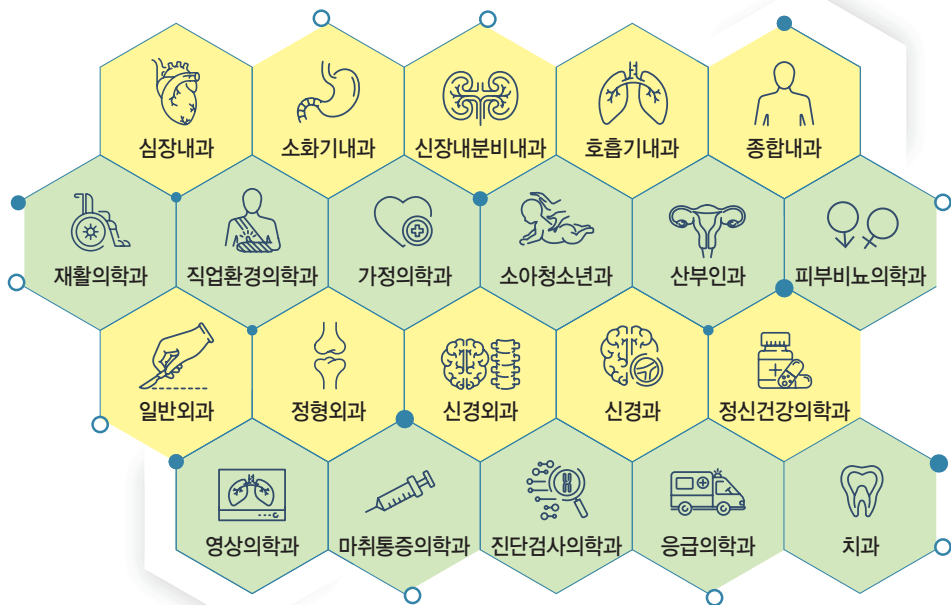 심장내과
소화기내과
신장내분비내과
호흡기내과
종합내과
재활의학과
직업환경의학과
가정의학과
소아청소년과
산부인과
피부비뇨의학과
일반외과
정형외과
신경외과
신경과
정신건강의학과
영상의학과
마취통증의학과
진단검사의학과
응급의학과
치과